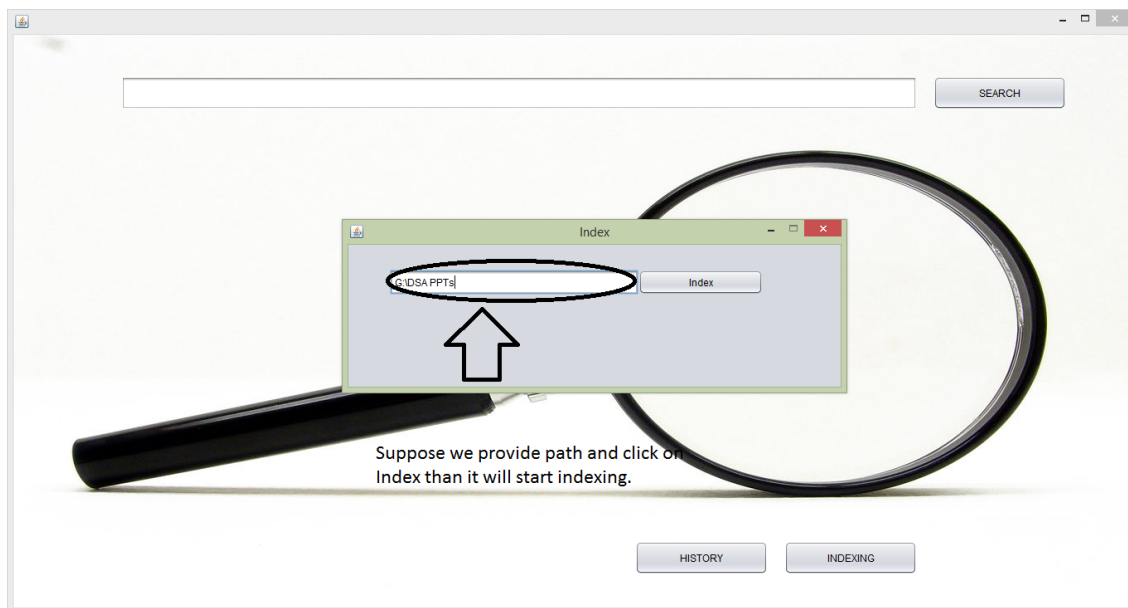 SEARCH
Index
G:\DSA PPTs
Index
Suppose we provide path and click on
Index than it will start indexing.
HISTORY
INDEXING